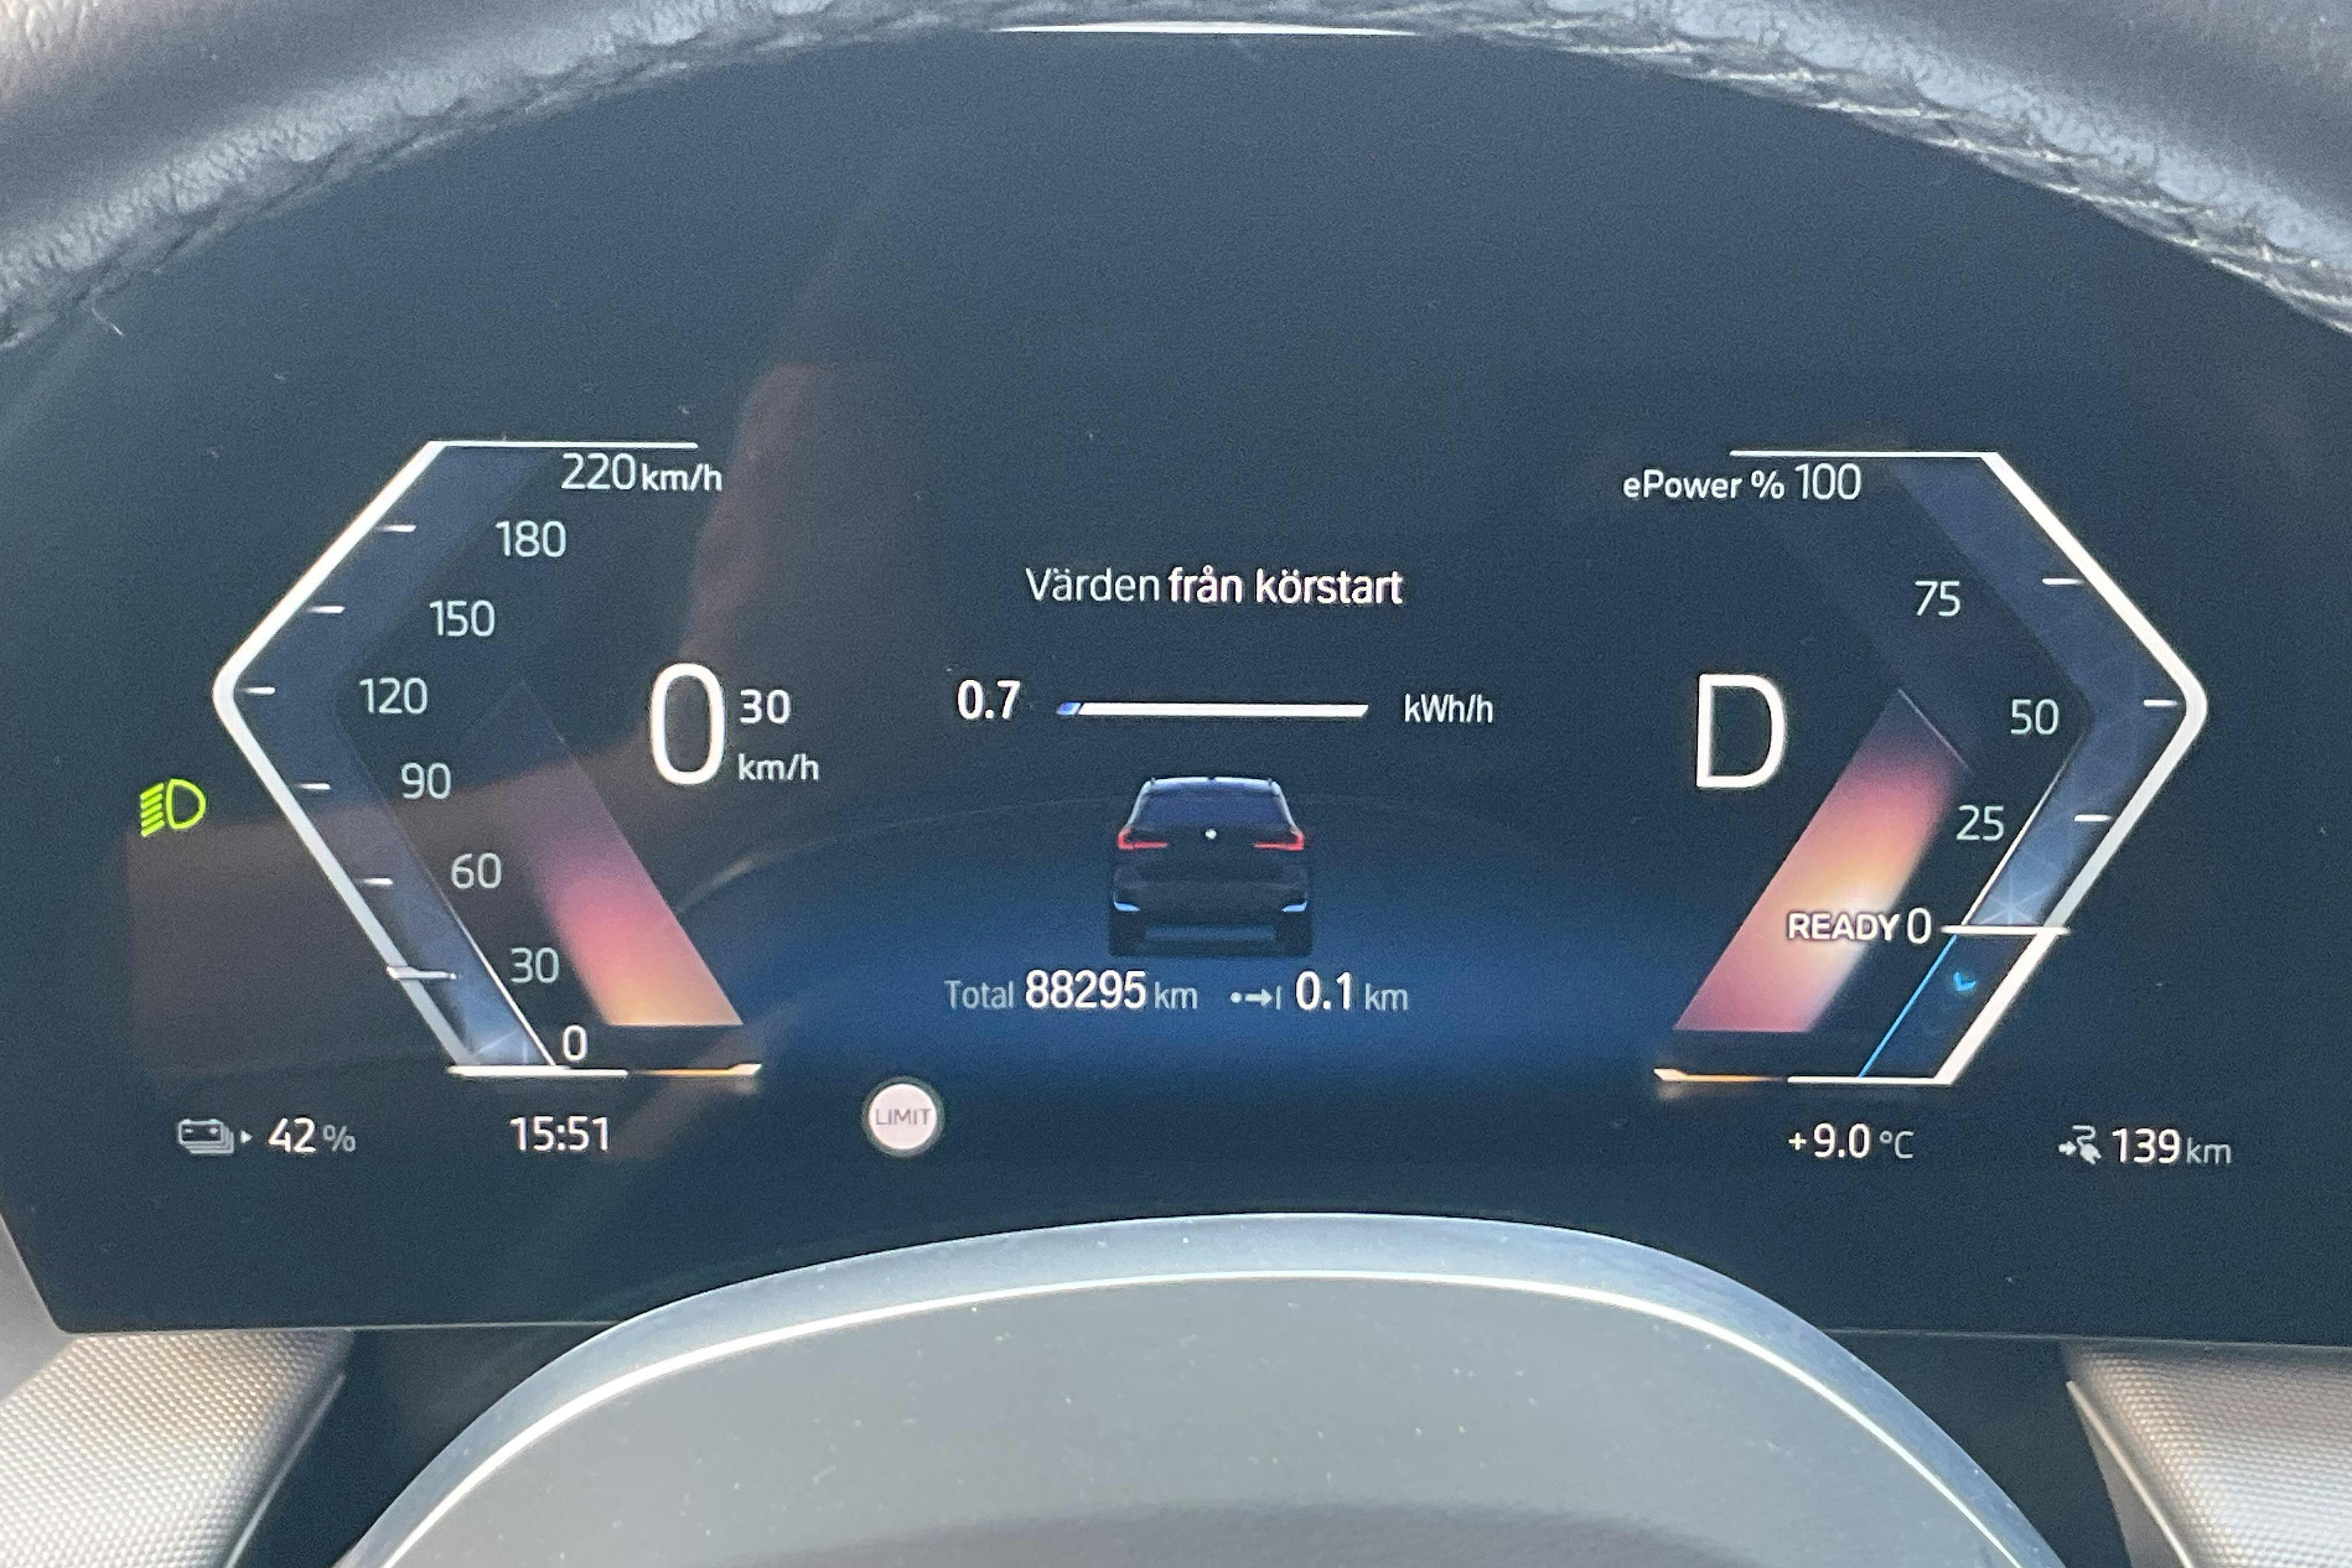 220 km/h
180
150
120
90
60
30
0
0 30
km/h
Värden från körstart
0.7 kWh/h
Total 88295 km 0.1 km
ePower % 100
75
50
25
READY 0
D
42 %
15:51
LIMIT
+9.0 °C
139 km